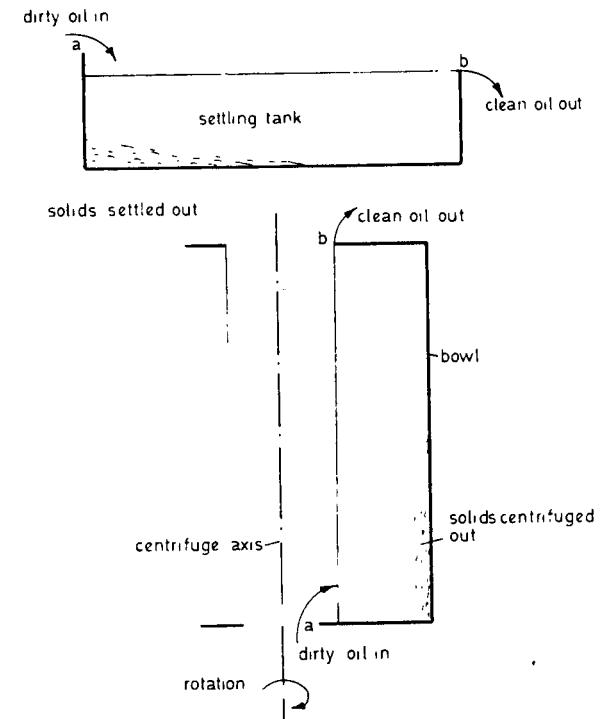 dirty oil in
a
b
settling tank
clean oil out
solids settled out
clean oil out
b
bowl
solids centrifuged
out
centrifuge axis
a
dirty oil in
rotation